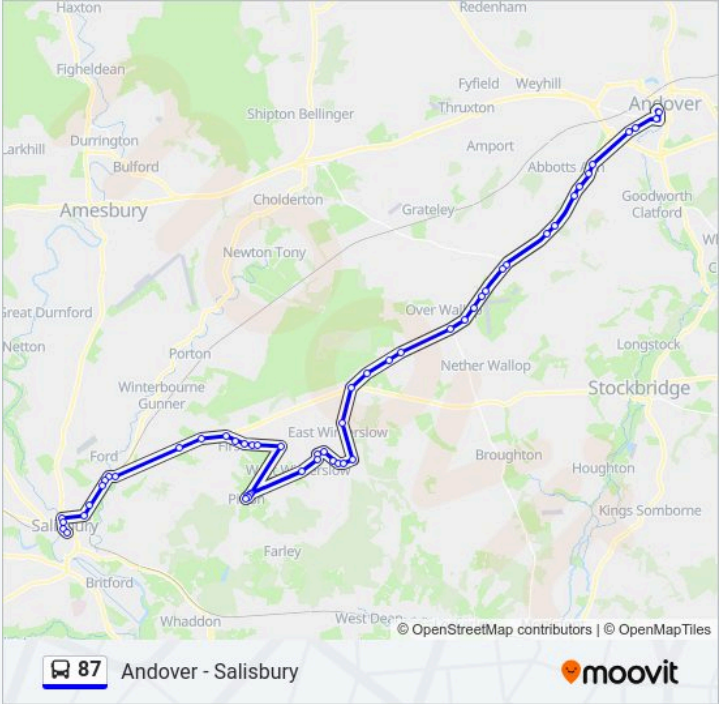 Haxton
Redenham
Figheldean
Fyfield
Weyhill
Andover
Shipton Bellinger
Thruxton
Durrington
Larkhill
Amport
Bulford
Abbotts Ann
Cholderton
Goodworth
Clatford
Amesbury
Grateley
Newton Tony
Great Durnford
Over Wallop
Netton
Longstock
Porton
Nether Wallop
Winterbourne
Gunner
Stockbridge
East Winterslow
Ford
Broughton
West Winterslow
Houghton
Pitton
Kings Somborne
Salisbury
Farley
Britford
Whaddon
West Dean
© OpenStreetMap contributors | © OpenMapTiles
87 Andover - Salisbury
moovit